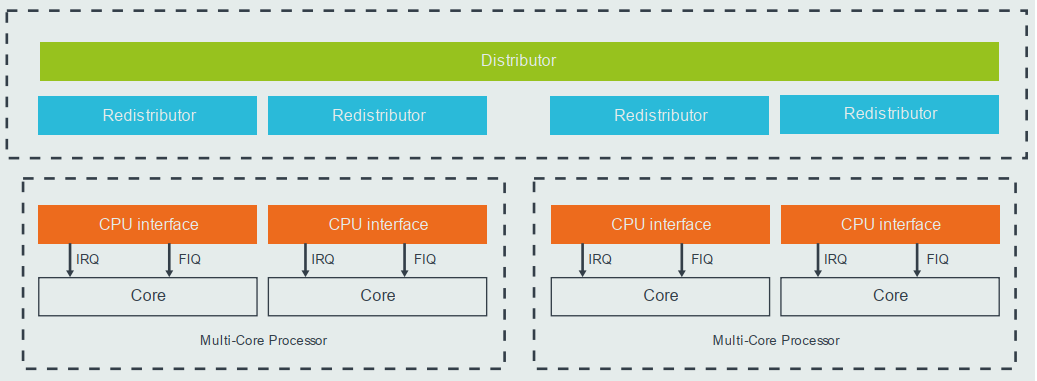 Distributor
Redistributor Redistributor Redistributor Redistributor
CPU interface CPU interface CPU interface CPU interface
IRQ FIQ IRQ FIQ IRQ FIQ IRQ FIQ
Core Core Core Core
Multi-Core Processor Multi-Core Processor